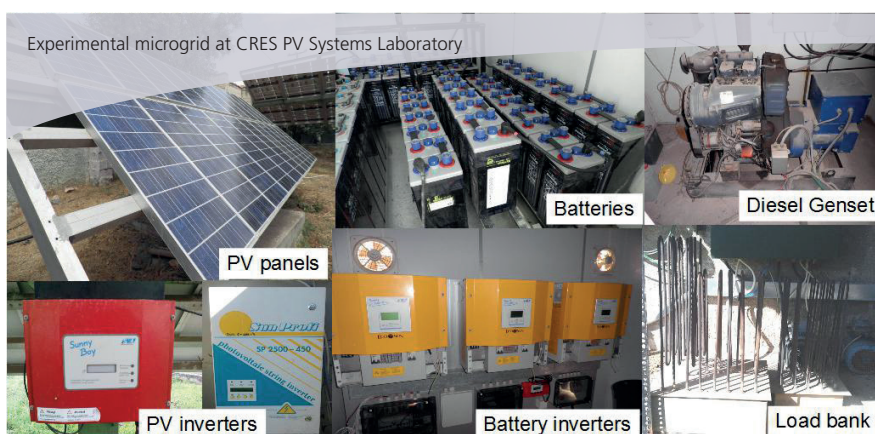 Experimental microgrid at CRES PV Systems Laboratory
PV panels
Batteries
Diesel Genset
Sunny
Boy
Sun Profi
SP 2500 - 450
photovoltaic string inverter
PV inverters
Battery inverters
Load bank